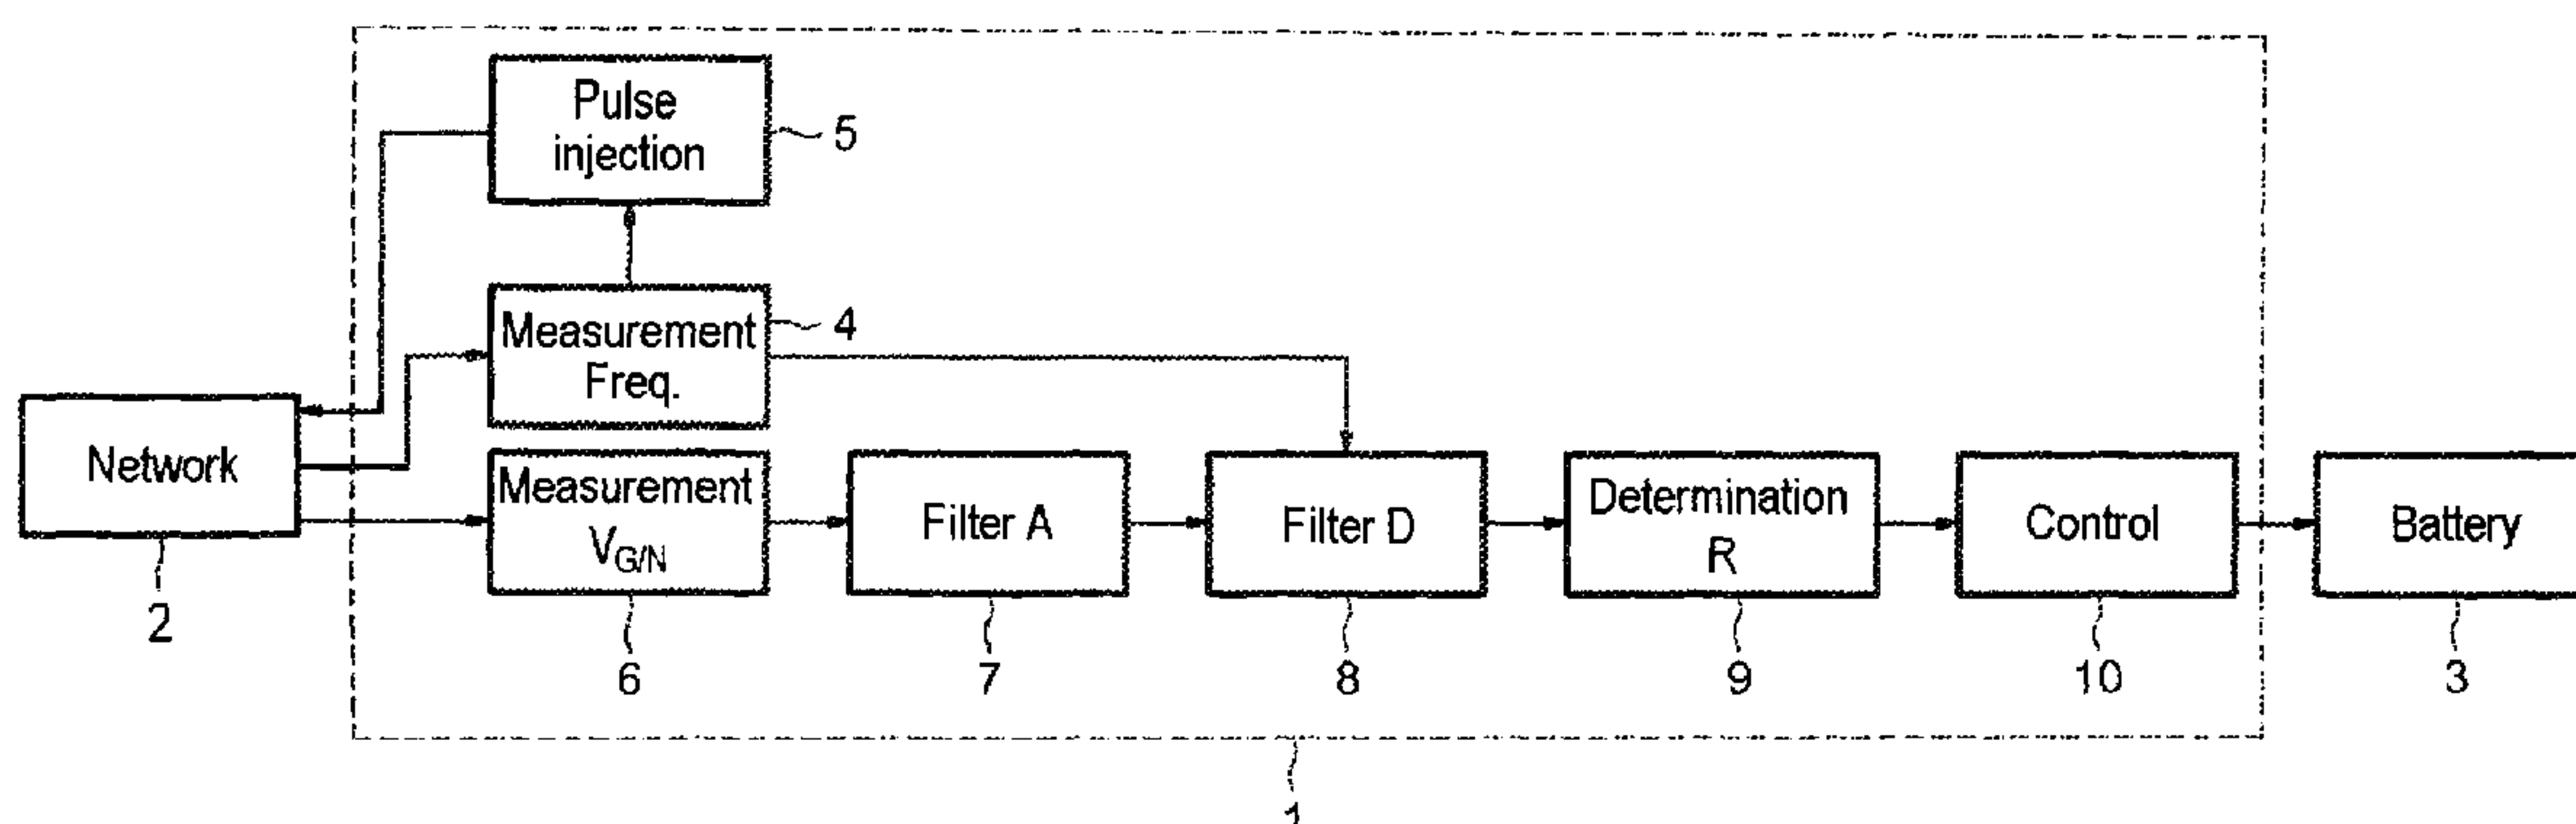 Pulse
injection
5
Measurement
Freq.
4
Network
2
Measurement
V_G/N
6
Filter A
7
Filter D
8
Determination
R
9
Control
10
Battery
3
1